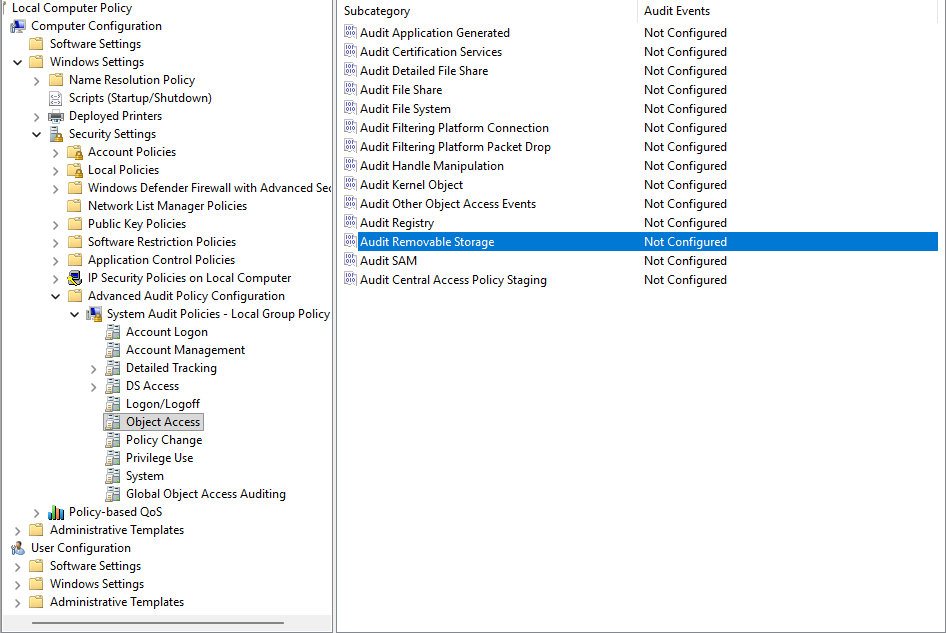 Local Computer Policy
Computer Configuration
Software Settings
Windows Settings
Name Resolution Policy
Scripts (Startup/Shutdown)
Deployed Printers
Security Settings
Account Policies
Local Policies
Windows Defender Firewall with Advanced Sec
Network List Manager Policies
Public Key Policies
Software Restriction Policies
Application Control Policies
IP Security Policies on Local Computer
Advanced Audit Policy Configuration
System Audit Policies - Local Group Policy
Account Logon
Account Management
Detailed Tracking
DS Access
Logon/Logoff
Object Access
Policy Change
Privilege Use
System
Global Object Access Auditing
Policy-based QoS
Administrative Templates
User Configuration
Software Settings
Windows Settings
Administrative Templates
Subcategory Audit Events
Audit Application Generated Not Configured
Audit Certification Services Not Configured
Audit Detailed File Share Not Configured
Audit File Share Not Configured
Audit File System Not Configured
Audit Filtering Platform Connection Not Configured
Audit Filtering Platform Packet Drop Not Configured
Audit Handle Manipulation Not Configured
Audit Kernel Object Not Configured
Audit Other Object Access Events Not Configured
Audit Registry Not Configured
Audit Removable Storage Not Configured
Audit SAM Not Configured
Audit Central Access Policy Staging Not Configured